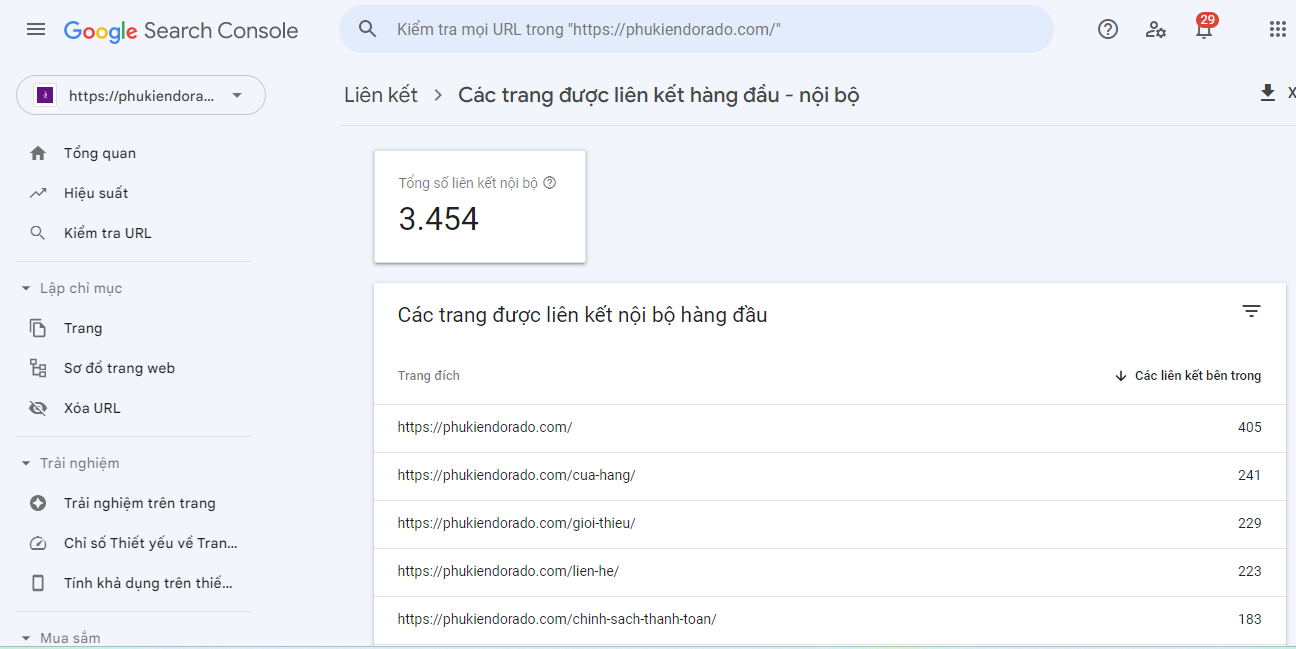 Google Search Console
Kiểm tra mọi URL trong "https://phukiendorado.com/"
29
https://phukiendora...
Liên kết > Các trang được liên kết hàng đầu - nội bộ
X
Tổng quan
Hiệu suất
Kiểm tra URL
Lập chỉ mục
Trang
Sơ đồ trang web
Xóa URL
Trải nghiệm
Trải nghiệm trên trang
Chỉ số Thiết yếu về Tran...
Tính khả dụng trên thiế...
Mua sắm
Tổng số liên kết nội bộ
3.454
Các trang được liên kết nội bộ hàng đầu
Trang đích Các liên kết bên trong
https://phukiendorado.com/ 405
https://phukiendorado.com/cua-hang/ 241
https://phukiendorado.com/gioi-thieu/ 229
https://phukiendorado.com/lien-he/ 223
https://phukiendorado.com/chinh-sach-thanh-toan/ 183